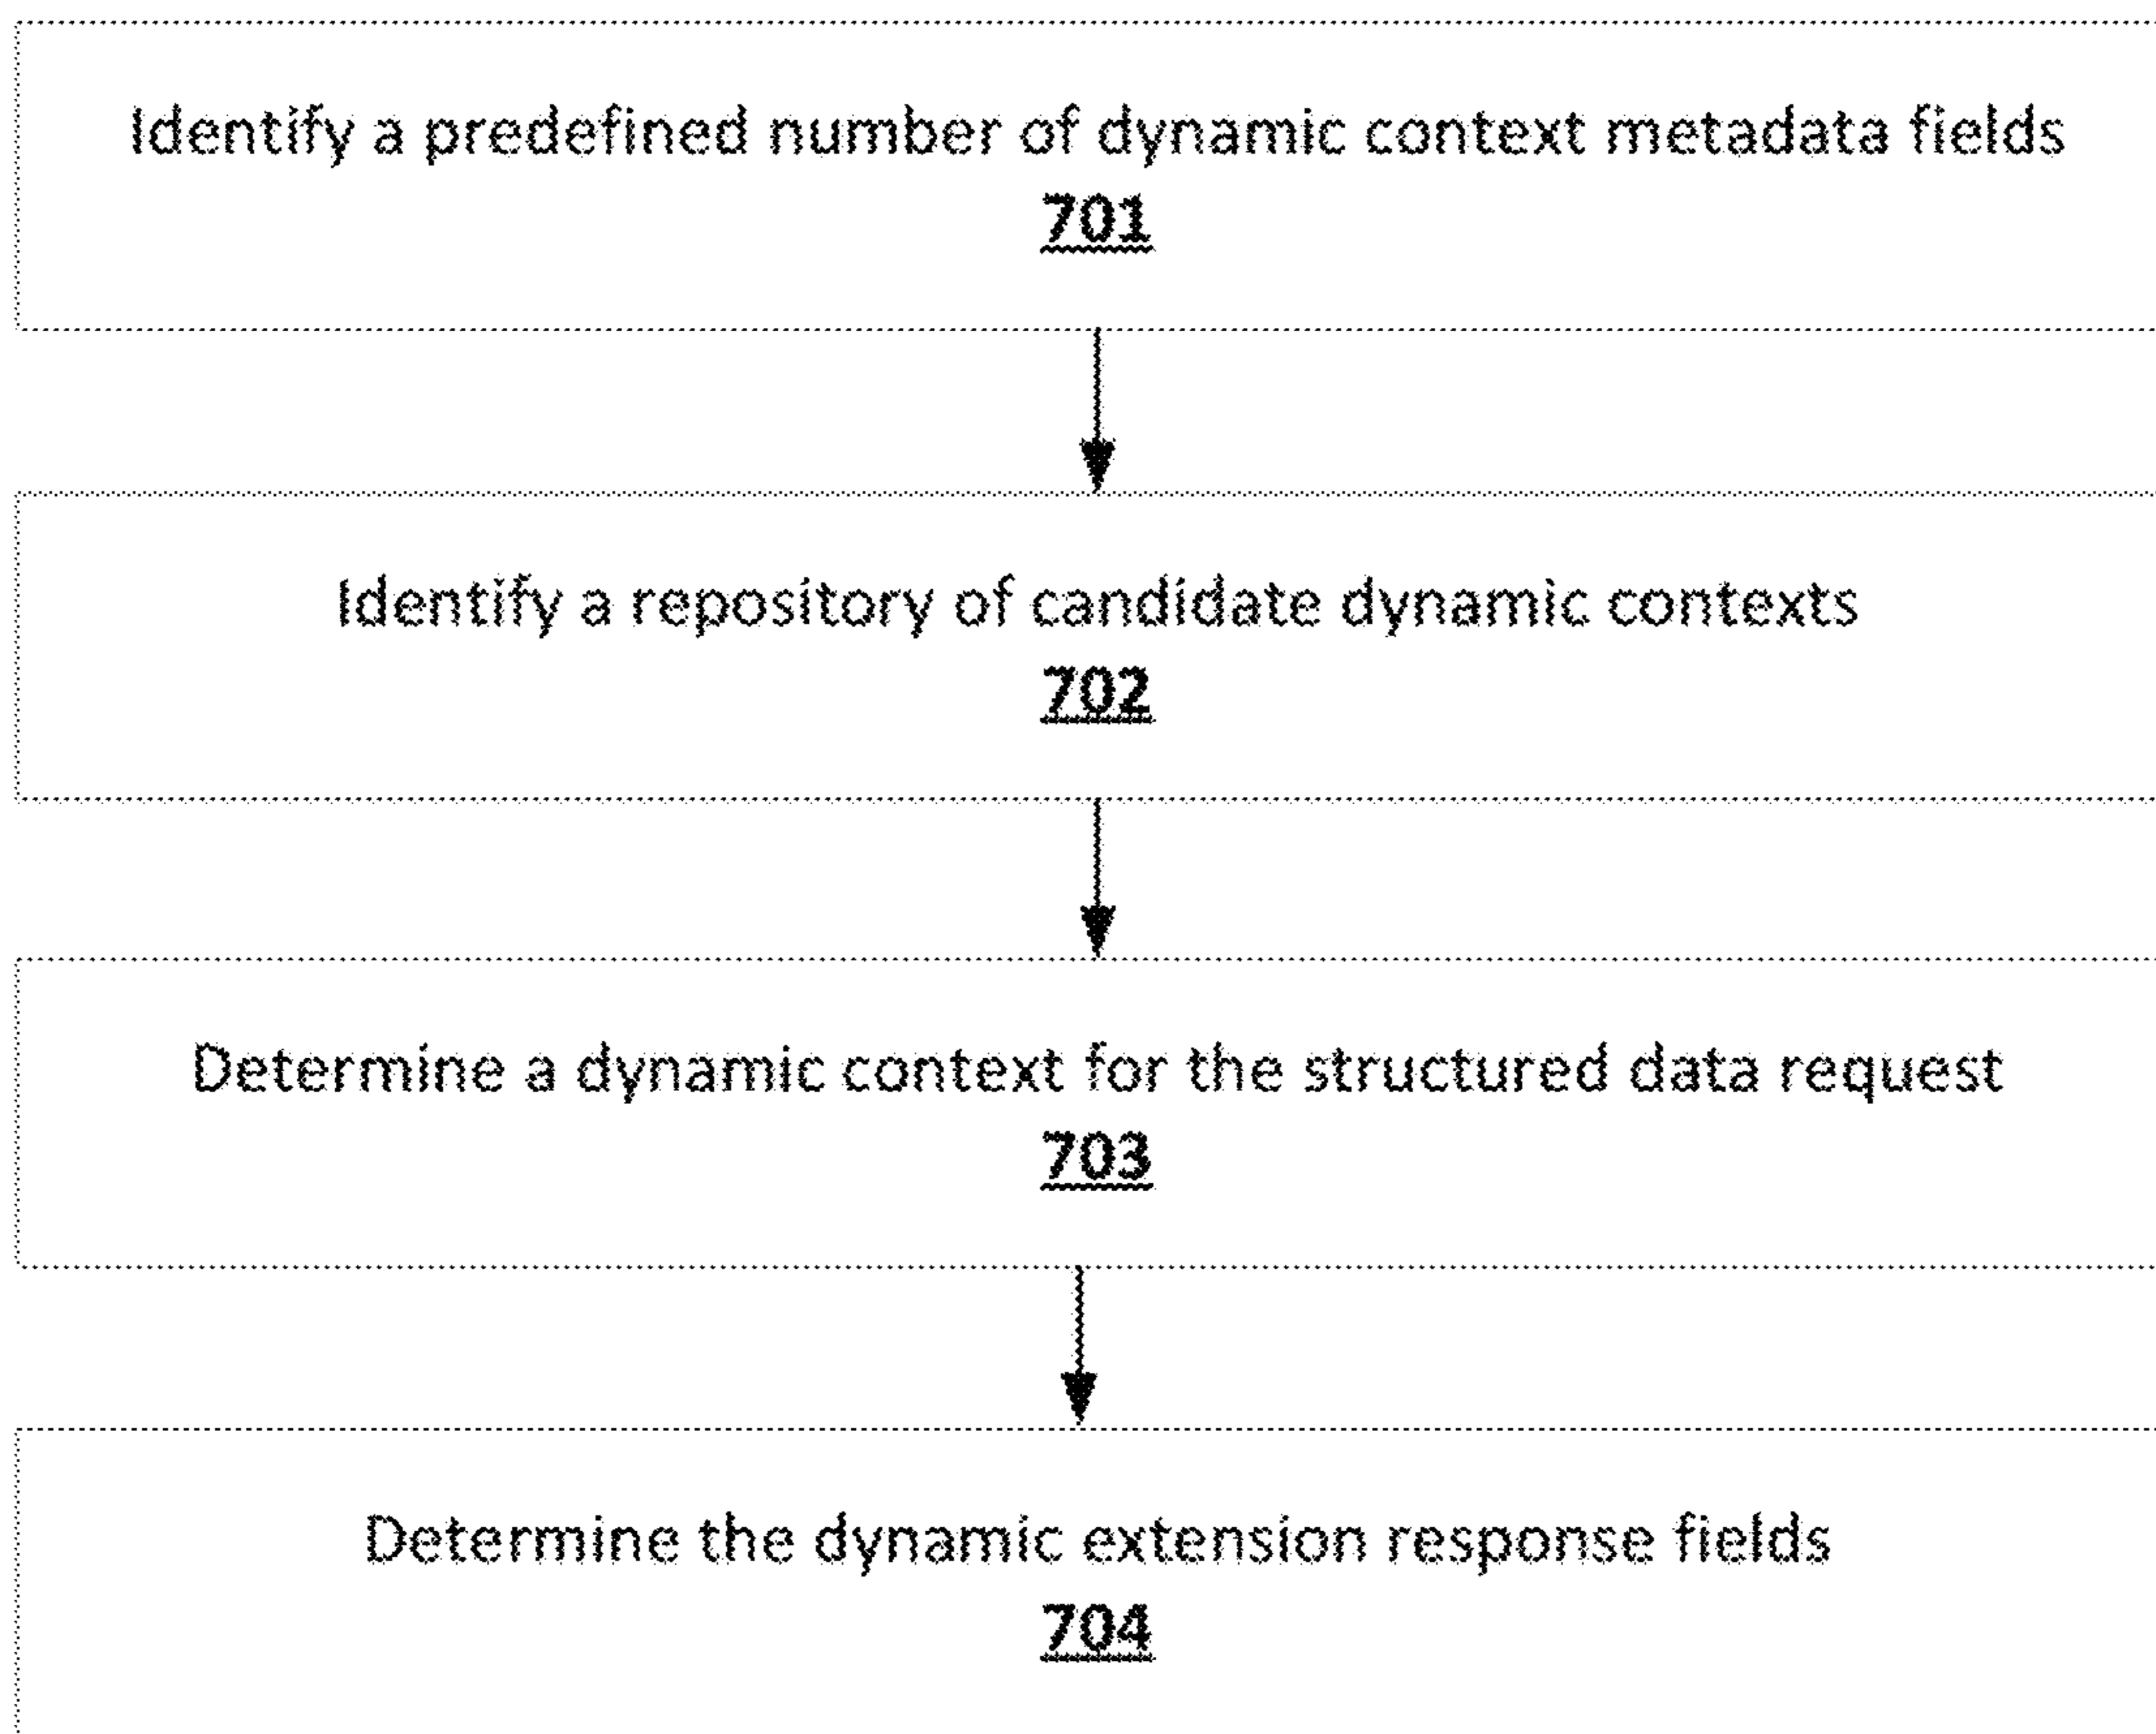 Identify a predefined number of dynamic context metadata fields
701
Identify a repository of candidate dynamic contexts
702
Determine a dynamic context for the structured data request
703
Determine the dynamic extension response fields
704